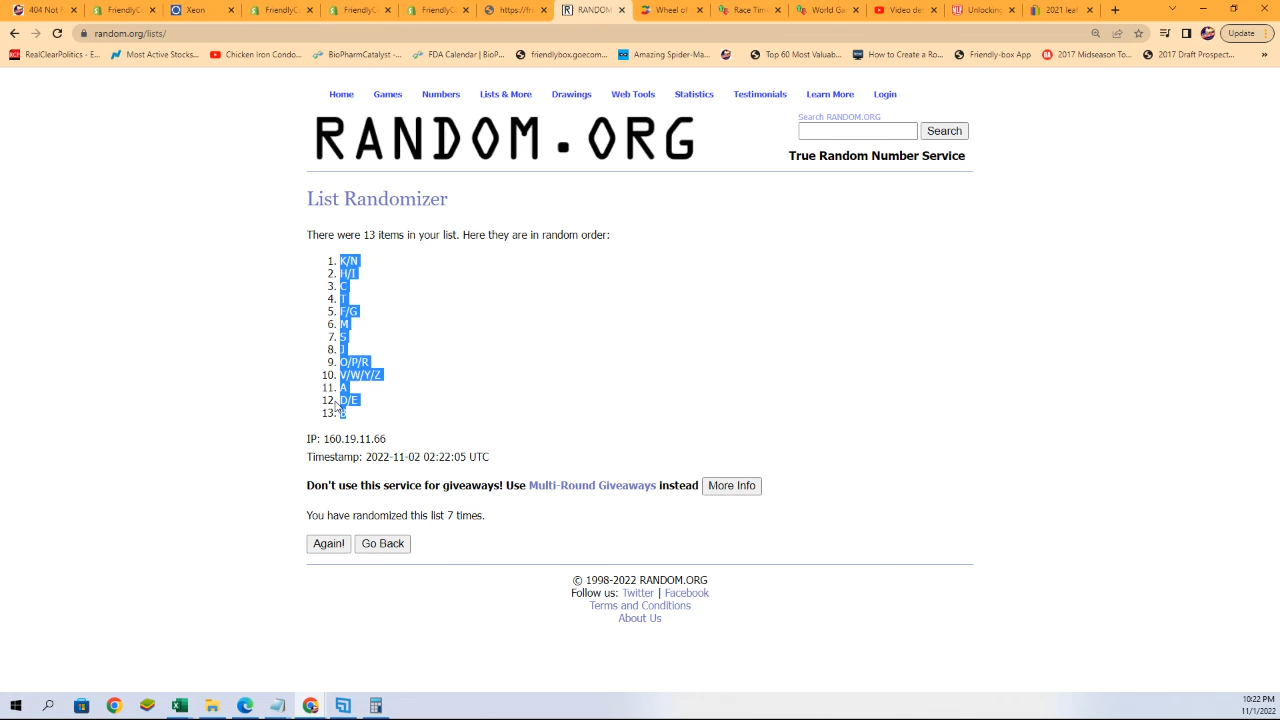 404 Not F
FriendlyC
Xeon
FriendlyC
FriendlyC
FriendlyC
https://fri
RANDOM
Wheel of
Race Time
World Ga
Video de
Unlocking
2021 leaf
random.org/lists/
Update
RealClearPolitics - E...
Most Active Stocks...
Chicken Iron Condo...
BioPharmCatalyst -...
FDA Calendar | BioP...
friendlybox.goecom...
Amazing Spider-Ma...
Top 60 Most Valuab...
How to Create a Ro...
Friendly-box App
2017 Midseason To...
2017 Draft Prospect...
»
Home Games Numbers Lists & More Drawings Web Tools Statistics Testimonials Learn More Login
RANDOM.ORG
Search RANDOM.ORG
Search
True Random Number Service
List Randomizer
There were 13 items in your list. Here they are in random order:
1. K/N
2. H/I
3. C
4. T
5. F/G
6. M
7. S
8. J
9. O/P/R
10. V/W/Y/Z
11. A
12. D/E
13. B
IP: 160.19.11.66
Timestamp: 2022-11-02 02:22:05 UTC
Don't use this service for giveaways! Use Multi-Round Giveaways instead More Info
You have randomized this list 7 times.
Again! Go Back
© 1998-2022 RANDOM.ORG
Follow us: Twitter | Facebook
Terms and Conditions
About Us
10:22 PM
11/1/2022